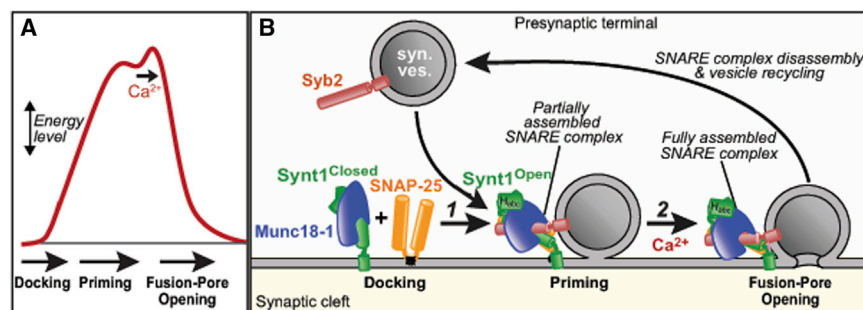 A
Energy
level
Ca2+
Docking
Priming
Fusion-Pore
Opening
B
Presynaptic terminal
syn.
ves.
Syb2
SNARE complex disassembly
& vesicle recycling
Partially
assembled
SNARE complex
Fully assembled
SNARE complex
Synt1Closed
SNAP-25
Synt1Open
Habc
Habc
Munc18-1
+
1
2
Ca2+
Docking
Priming
Fusion-Pore
Opening
Synaptic cleft